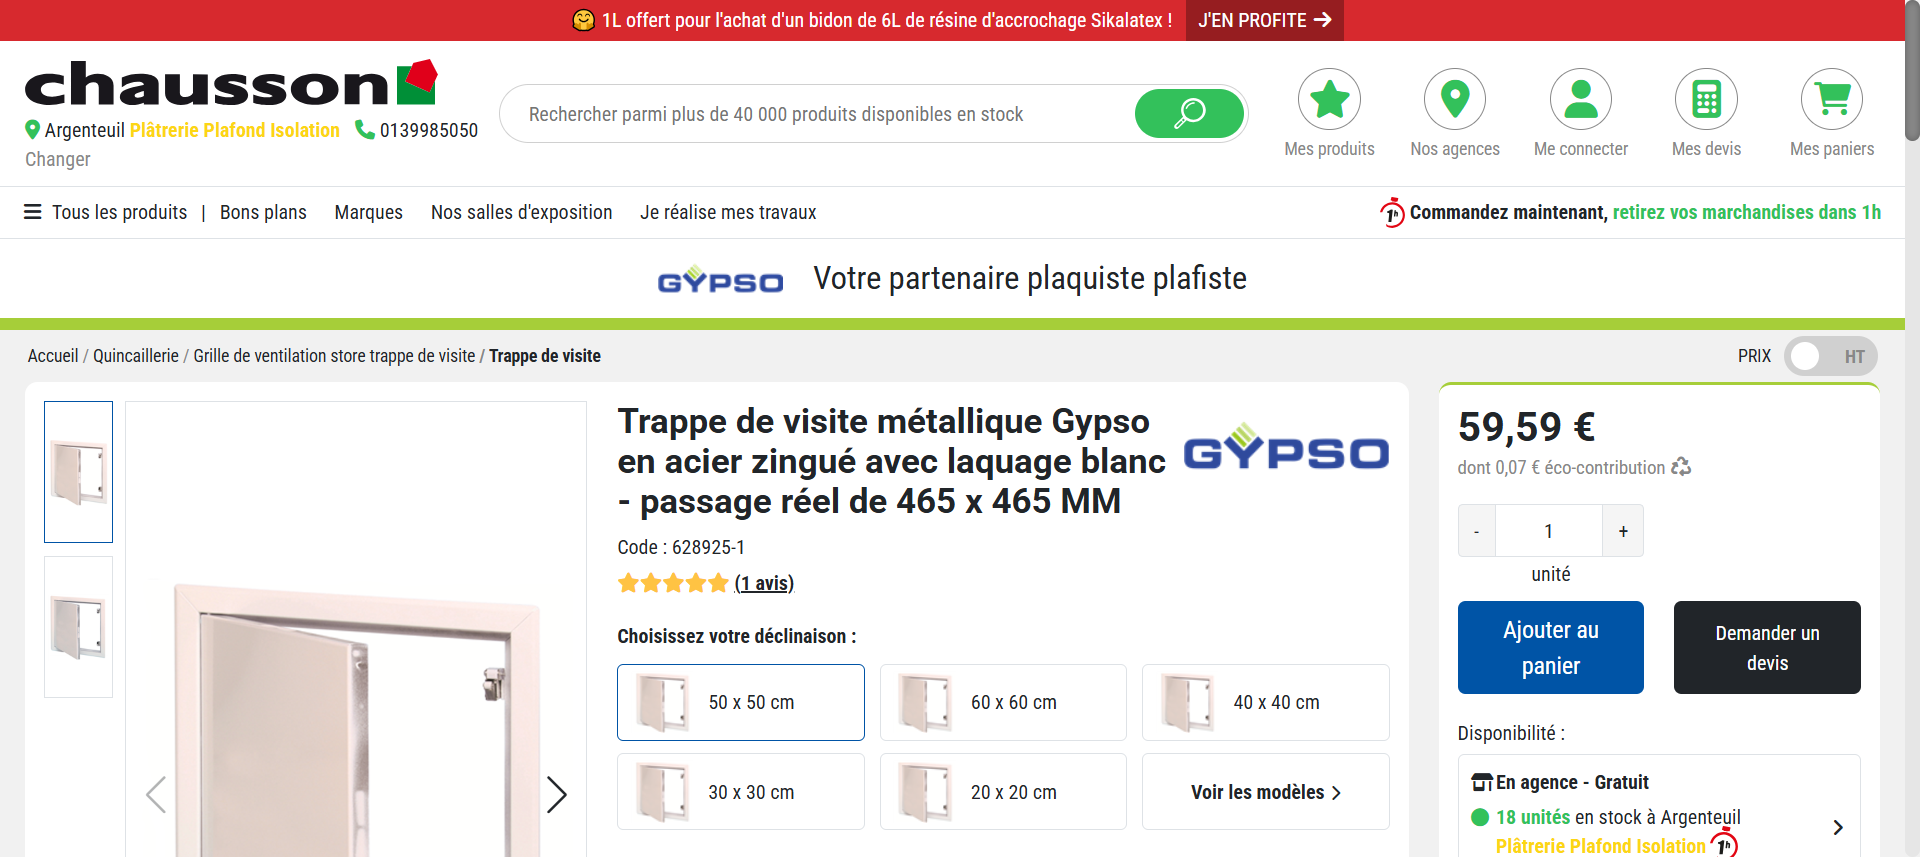 1L offert pour l'achat d'un bidon de 6L de résine d'accrochage Sikalatex !
J'EN PROFITE
chausson
Argenteuil Plâtrerie Plafond Isolation 0139985050
Changer
Rechercher parmi plus de 40 000 produits disponibles en stock
Mes produits
Nos agences
Me connecter
Mes devis
Mes paniers
Tous les produits | Bons plans Marques Nos salles d'exposition Je réalise mes travaux
1h Commandez maintenant, retirez vos marchandises dans 1h
GYPSO Votre partenaire plaquiste plafiste
Accueil / Quincaillerie / Grille de ventilation store trappe de visite / Trappe de visite
PRIX HT
Trappe de visite métallique Gypso
en acier zingué avec laquage blanc
- passage réel de 465 x 465 MM
GYPSO
Code : 628925-1
(1 avis)
Choisissez votre déclinaison :
50 x 50 cm
60 x 60 cm
40 x 40 cm
30 x 30 cm
20 x 20 cm
Voir les modèles
59,59 €
dont 0,07 € éco-contribution
- 1 +
unité
Ajouter au
panier
Demander un
devis
Disponibilité :
En agence - Gratuit
18 unités en stock à Argenteuil
Plâtrerie Plafond Isolation 1h